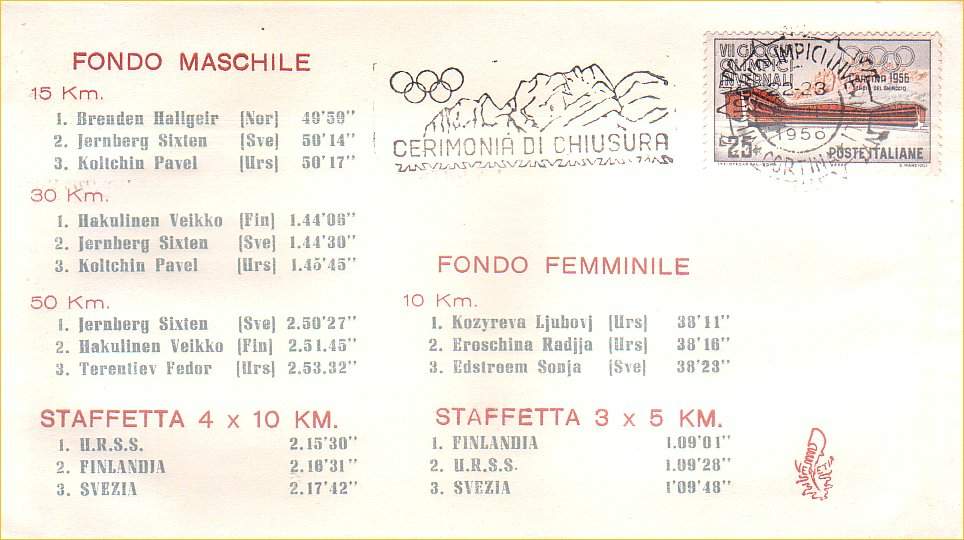 FONDO MASCHILE
15 Km.
1. Brenden Hallgeir (Nor) 49'59"
2. Jernberg Sixten (Sve) 50'14"
3. Koltchin Pavel (Urs) 50'17"
30 Km.
1. Hakulinen Veikko (Fin) 1.44'06"
2. Jernberg Sixten (Sve) 1.44'30"
3. Koltchin Pavel (Urs) 1.45'45"
50 Km.
1. Jernberg Sixten (Sve) 2.50'27"
2. Hakulinen Veikko (Fin) 2.51.45"
3. Terentiev Fedor (Urs) 2.53.32"
STAFFETTA 4 x 10 KM.
1. U.R.S.S. 2.15'30"
2. FINLANDIA 2.16'31"
3. SVEZIA 2.17'42"
CERIMONIA DI CHIUSURA
VII GIOCHI
OLIMPICI
INVERNALI
CORTINA 1956
1956
25
POSTE ITALIANE
FONDO FEMMINILE
10 Km.
1. Kozyreva Ljubovj (Urs) 38'11"
2. Eroschina Radjja (Urs) 38'16"
3. Edstroem Sonja (Sve) 38'23"
STAFFETTA 3 x 5 KM.
1. FINLANDIA 1.09'01"
2. U.R.S.S. 1.09'28"
3. SVEZIA 1'09'48"